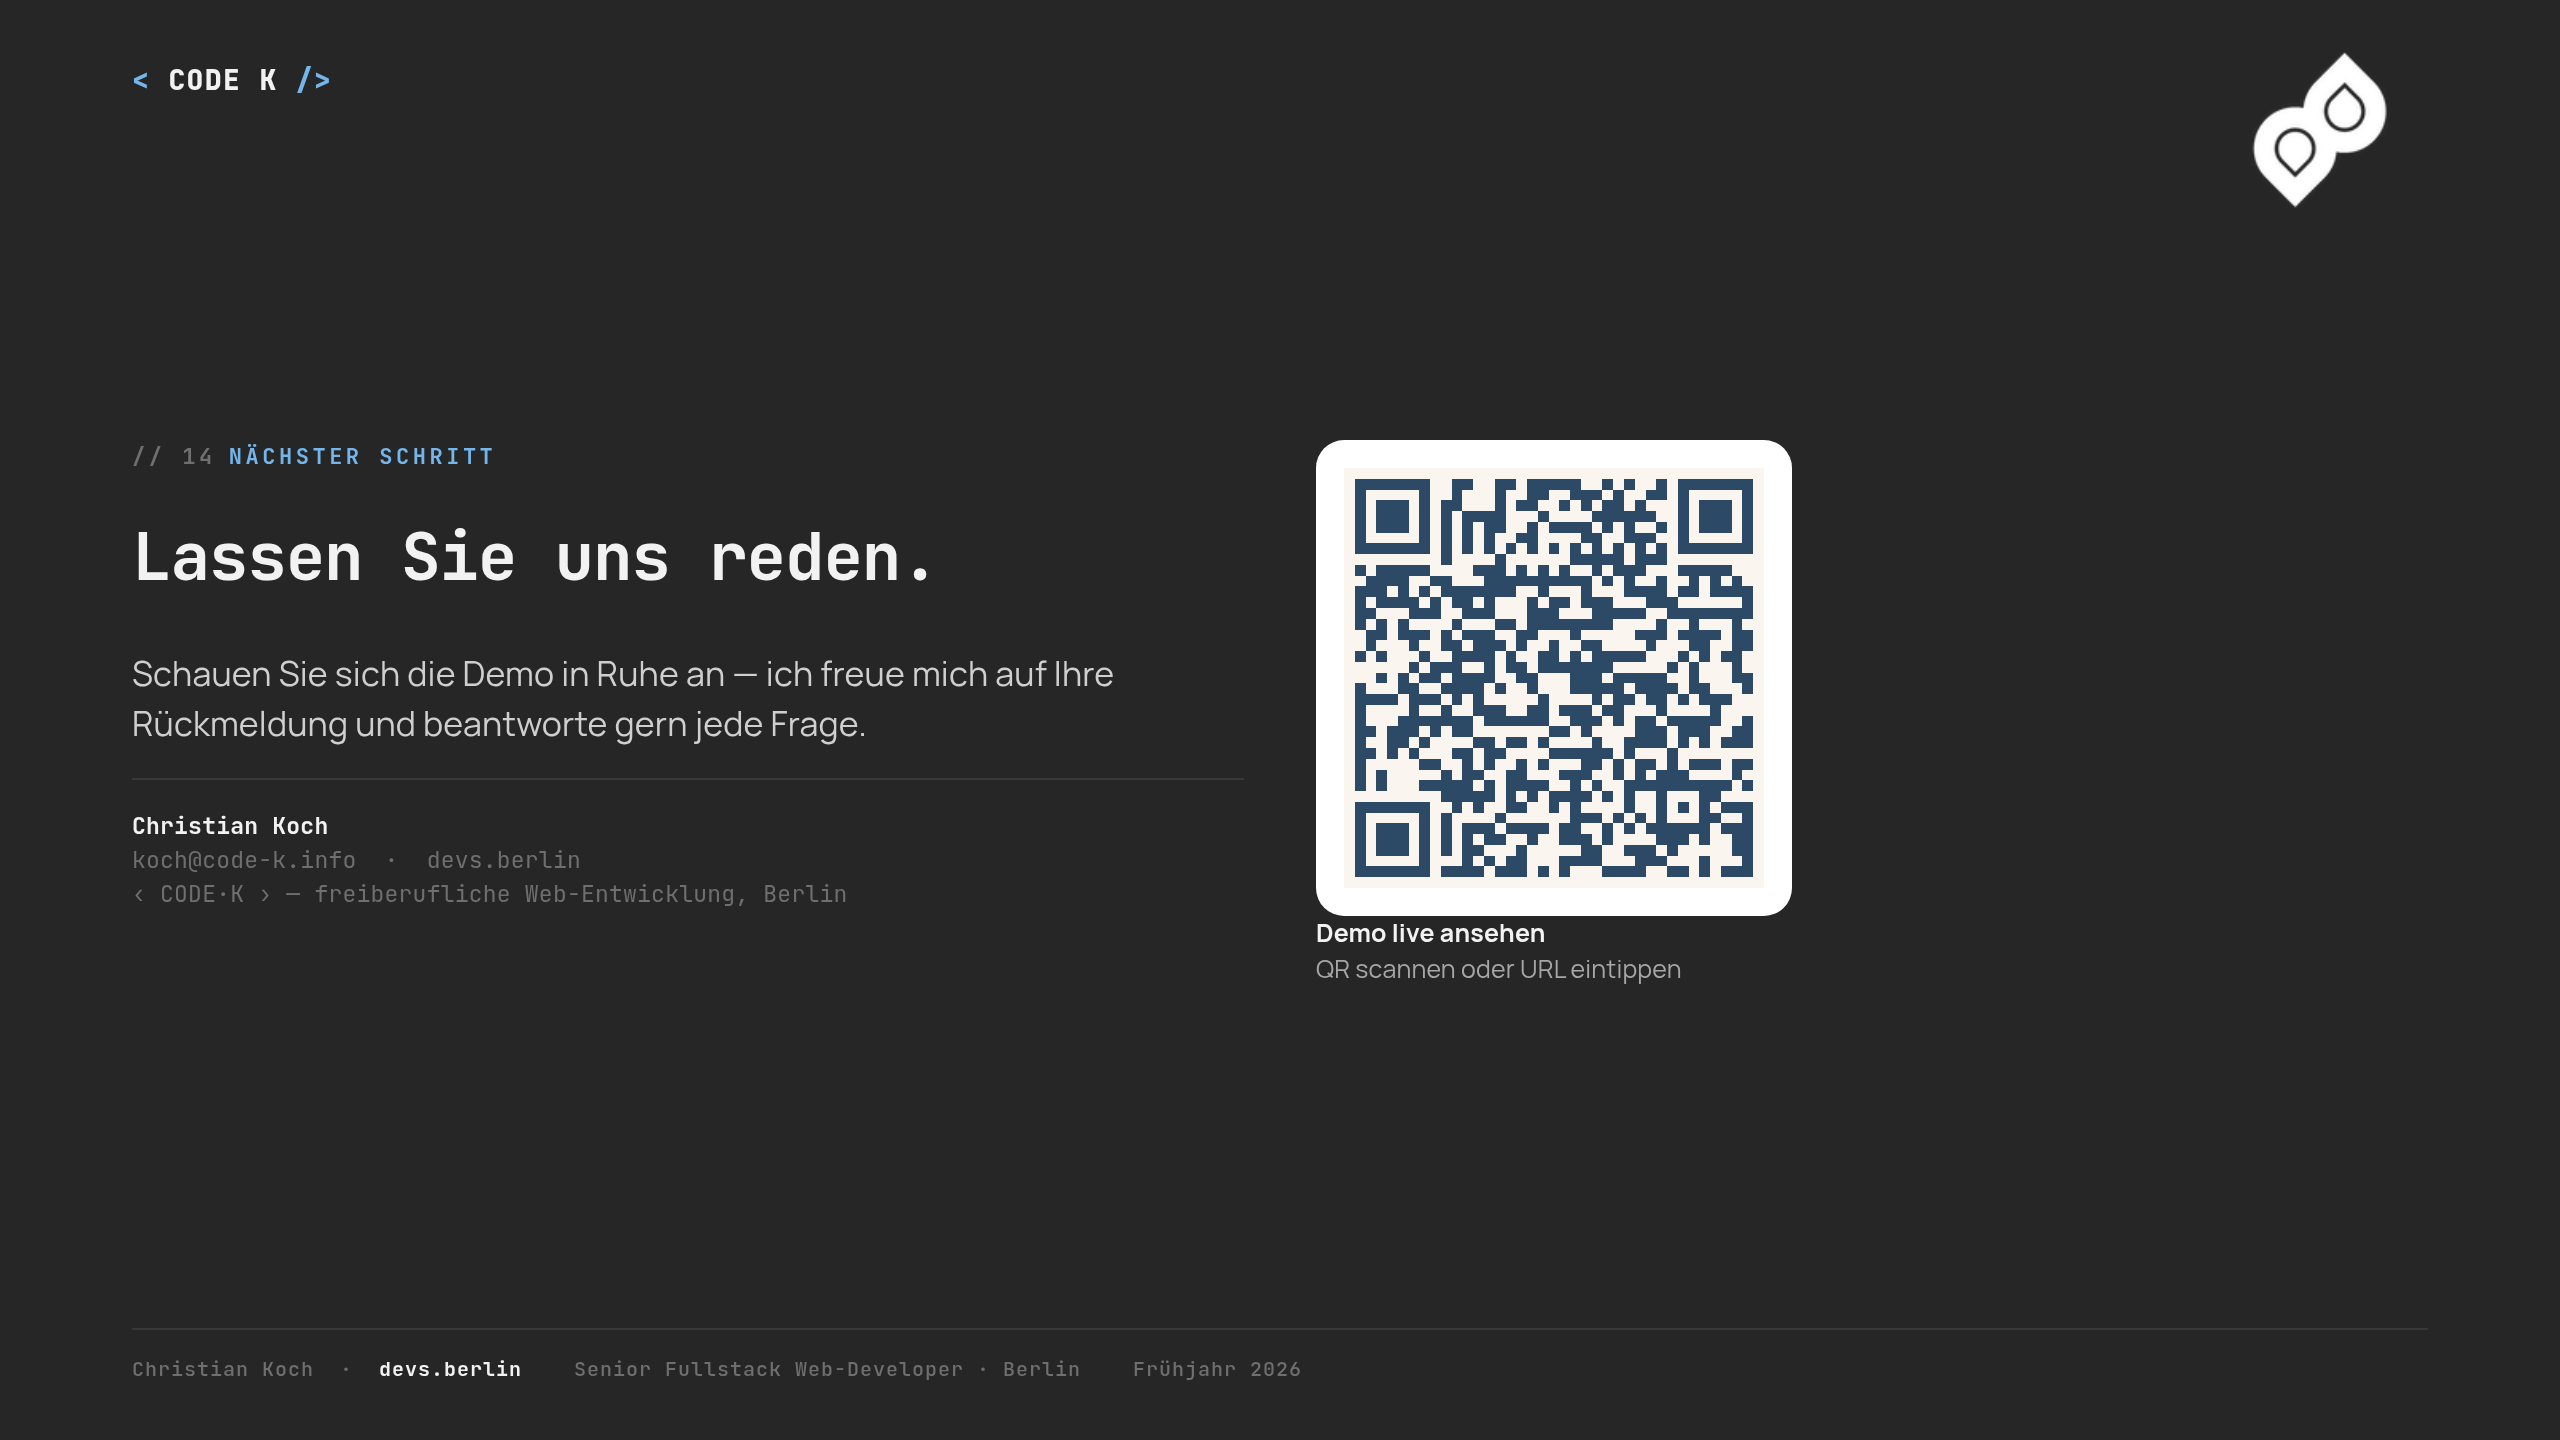 < CODE K />
// 14 NÄCHSTER SCHRITT
Lassen Sie uns reden.
Schauen Sie sich die Demo in Ruhe an — ich freue mich auf Ihre
Rückmeldung und beantworte gern jede Frage.
Christian Koch
koch@code-k.info · devs.berlin
‹ CODE·K › — freiberufliche Web-Entwicklung, Berlin
Demo live ansehen
QR scannen oder URL eintippen
Christian Koch · devs.berlin Senior Fullstack Web-Developer · Berlin Frühjahr 2026